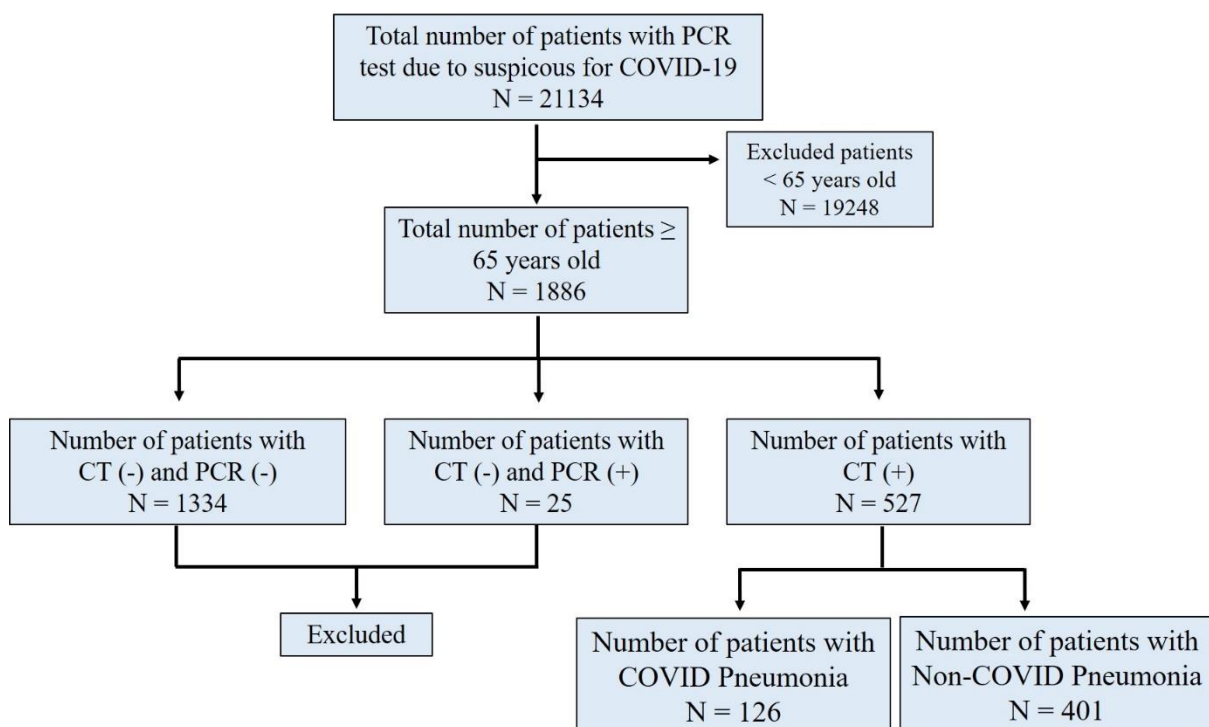 Total number of patients with PCR
test due to suspicous for COVID-19
N = 21134
Excluded patients
< 65 years old
N = 19248
Total number of patients ≥
65 years old
N = 1886
Number of patients with
CT (-) and PCR (-)
N = 1334
Number of patients with
CT (-) and PCR (+)
N = 25
Number of patients with
CT (+)
N = 527
Excluded
Number of patients with
COVID Pneumonia
N = 126
Number of patients with
Non-COVID Pneumonia
N = 401